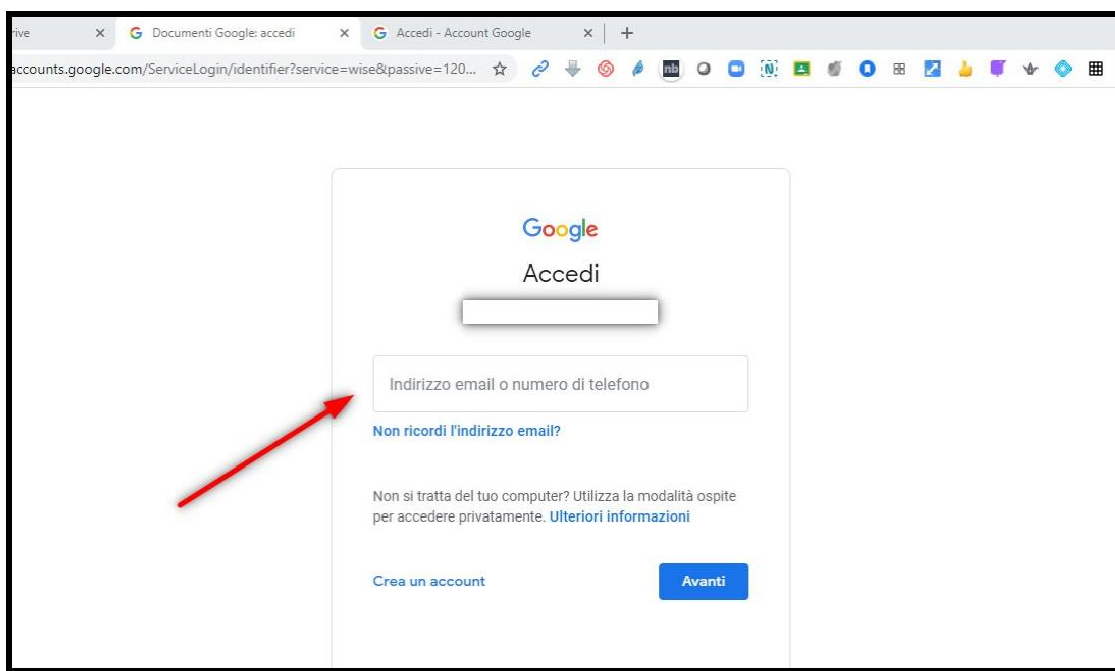 rive
Documenti Google: accedi
Accedi - Account Google
accounts.google.com/ServiceLogin/identifier?service=wise&passive=120...
nb
N
Google
Accedi
Indirizzo email o numero di telefono
Non ricordi l'indirizzo email?
Non si tratta del tuo computer? Utilizza la modalità ospite
per accedere privatamente. Ulteriori informazioni
Crea un account
Avanti